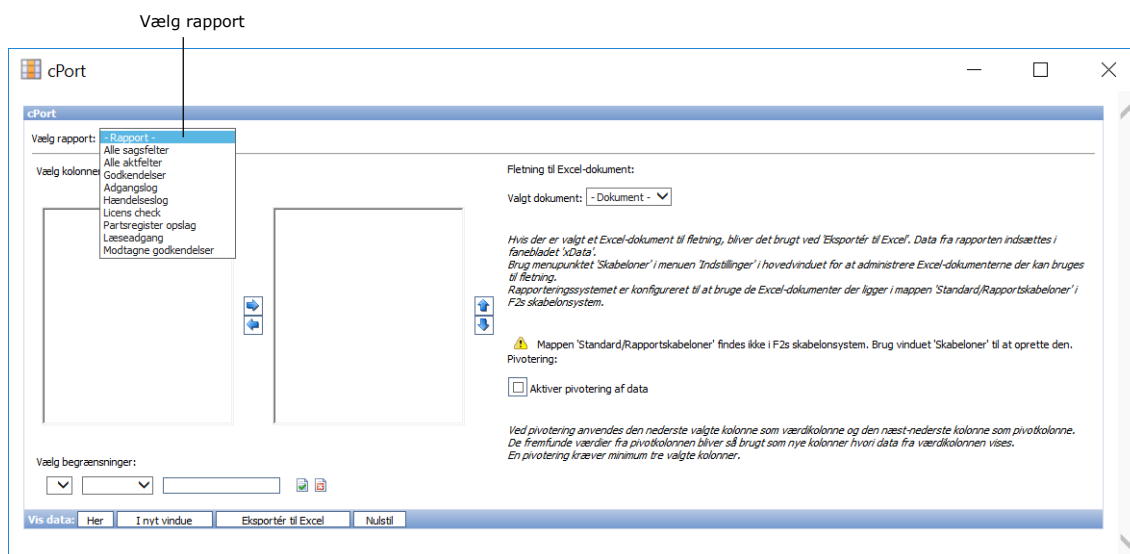 Vælg rapport
cPort
cPort
Vælg rapport:
- Rapport -
Alle sagsfelter
Alle aktfelter
Godkendelser
Adgangslog
Hændelseslog
Licens check
Partsregister opslag
Læseadgang
Modtagne godkendelser
Vælg kolonne
Fletning til Excel-dokument:
Valgt dokument: - Dokument -
Hvis der er valgt et Excel-dokument til fletning, bliver det brugt ved 'Eksportér til Excel'. Data fra rapporten indsættes i
fanebladet 'xData'.
Brug menupunktet 'Skabeloner' i menuen 'Indstillinger' i hovedvinduet for at administrere Excel-dokumenterne der kan bruges
til fletning.
Rapporteringssystemet er konfigureret til at bruge de Excel-dokumenter der ligger i mappen 'Standard/Rapportskabeloner' i
F2s skabelonsystem.
Mappen 'Standard/Rapportskabeloner' findes ikke i F2s skabelonsystem. Brug vinduet 'Skabeloner' til at oprette den.
Pivotering:
Aktiver pivotering af data
Ved pivotering anvendes den nederste valgte kolonne som værdikolonne og den næst-nederste kolonne som pivotkolonne.
De fremfundne værdier fra pivotkolonnen bliver så brugt som nye kolonner hvori data fra værdikolonnen vises.
En pivotering kræver minimum tre valgte kolonner.
Vælg begrænsninger:
Vis data: Her I nyt vindue Eksportér til Excel Nulstil